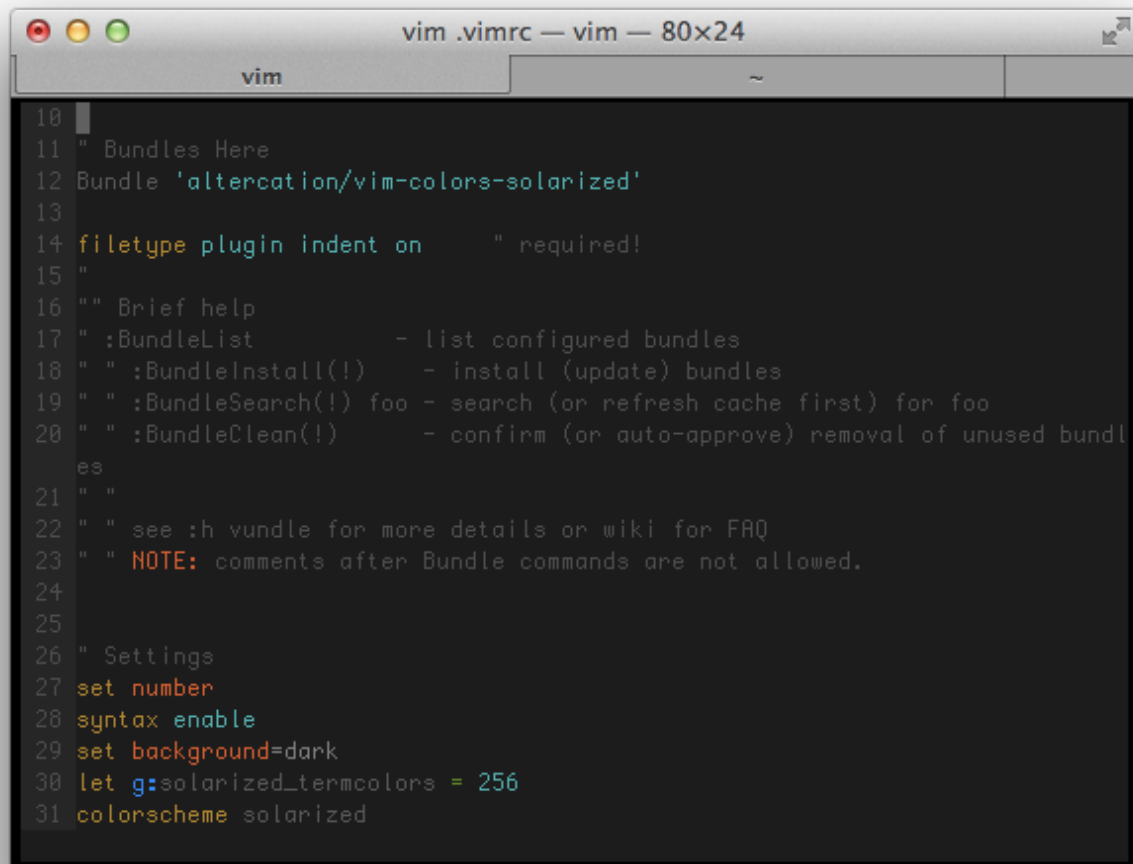 vim .vimrc — vim — 80×24
vim ~
10
11 " Bundles Here
12 Bundle 'altercation/vim-colors-solarized'
13
14 filetype plugin indent on     " required!
15 "
16 "" Brief help
17 " :BundleList          - list configured bundles
18 " " :BundleInstall(!)    - install (update) bundles
19 " " :BundleSearch(!) foo - search (or refresh cache first) for foo
20 " " :BundleClean(!)      - confirm (or auto-approve) removal of unused bundl
es
21 " "
22 " " see :h vundle for more details or wiki for FAQ
23 " " NOTE: comments after Bundle commands are not allowed.
24
25
26 " Settings
27 set number
28 syntax enable
29 set background=dark
30 let g:solarized_termcolors = 256
31 colorscheme solarized